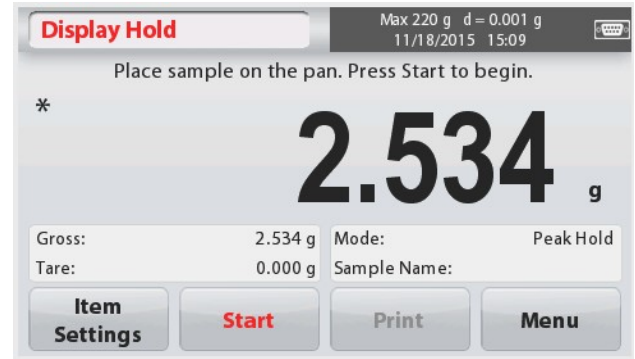 Display Hold
Max 220 g d = 0.001 g
11/18/2015 15:09
Place sample on the pan. Press Start to begin.
*
2.534 g
Gross: 2.534 g Mode: Peak Hold
Tare: 0.000 g Sample Name:
Item Settings Start Print Menu